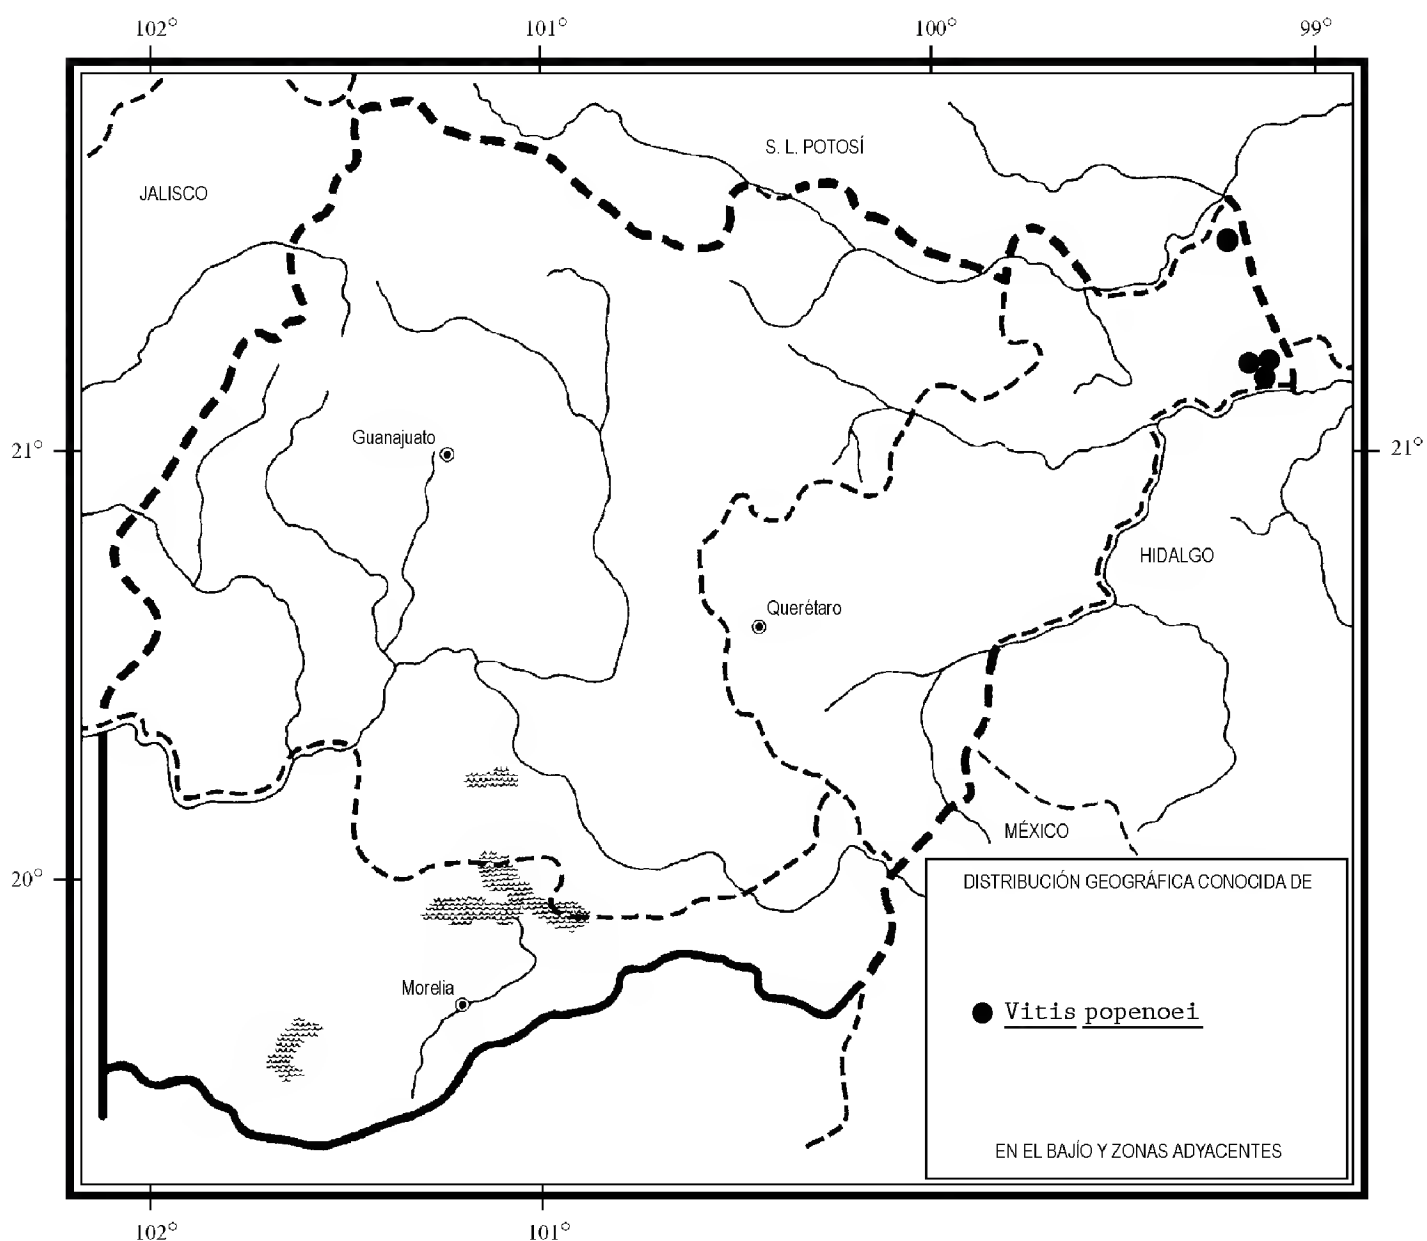 102° 101° 100° 99°
S. L. POTOSÍ
JALISCO
Guanajuato
21° 21°
HIDALGO
Querétaro
MÉXICO
20°
DISTRIBUCIÓN GEOGRÁFICA CONOCIDA DE
Morelia
Vitis popenoei
EN EL BAJÍO Y ZONAS ADYACENTES
102° 101°